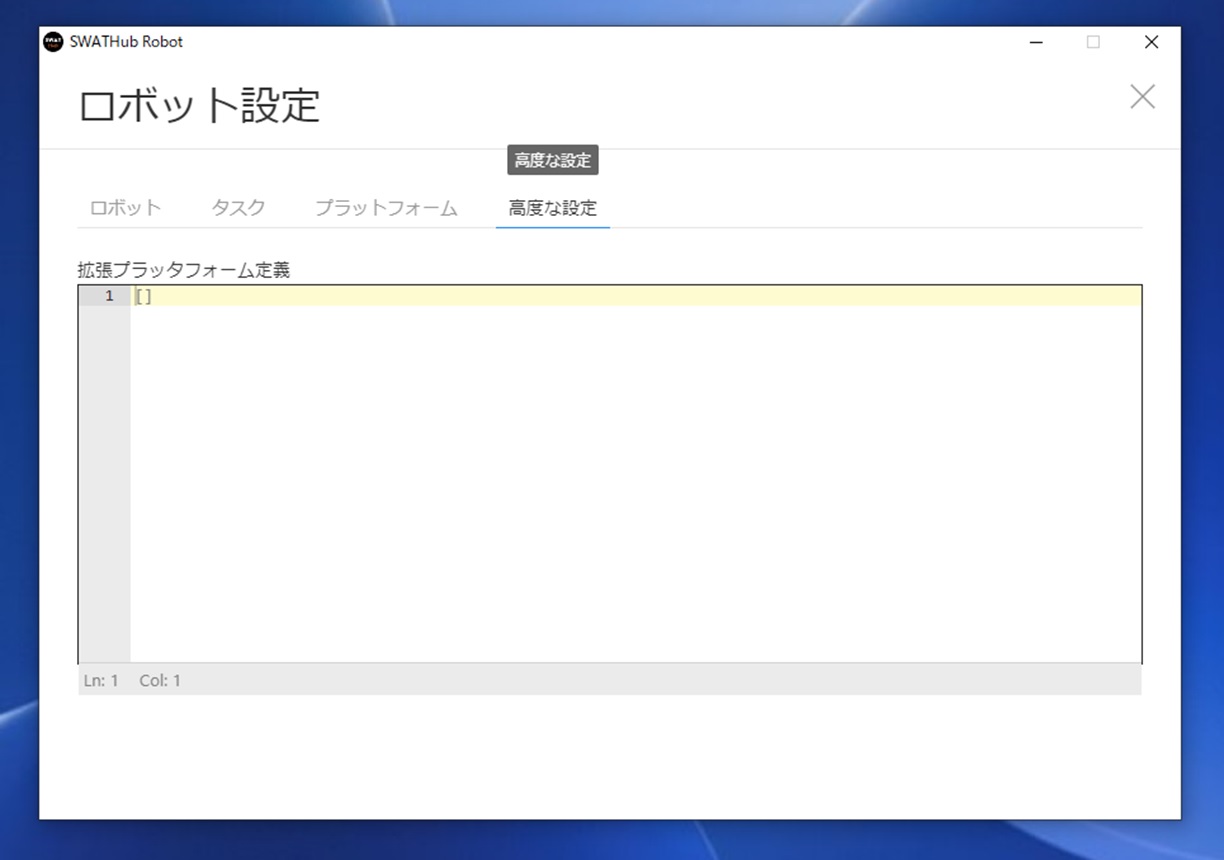 SWATHub Robot
ロボット設定
高度な設定
ロボット タスク プラットフォーム 高度な設定
拡張プラッタフォーム定義
1 []
Ln: 1 Col: 1